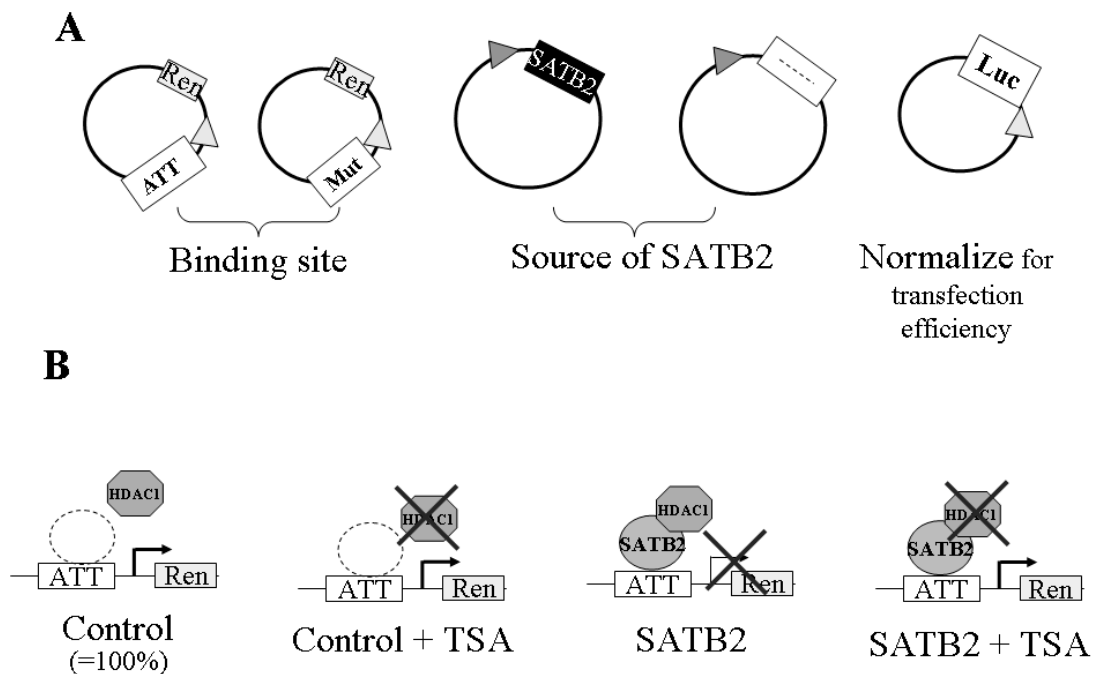 A
Ren
ATT
Ren
Mut
SATB2
-----
Luc
Binding site
Source of SATB2
Normalize for
transfection
efficiency
B
HDAC1
ATT
Ren
Control
(=100%)
HDAC1
ATT
Ren
Control + TSA
HDAC1
SATB2
ATT
Ren
SATB2
HDAC1
SATB2
ATT
Ren
SATB2 + TSA